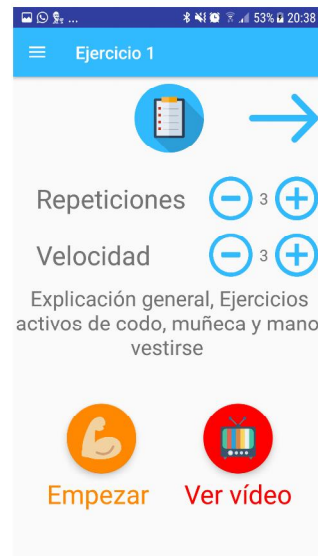 ... 53% 20:38
Ejercicio 1
Repeticiones 3
Velocidad 3
Explicación general, Ejercicios
activos de codo, muñeca y mano
vestirse
Empezar Ver vídeo